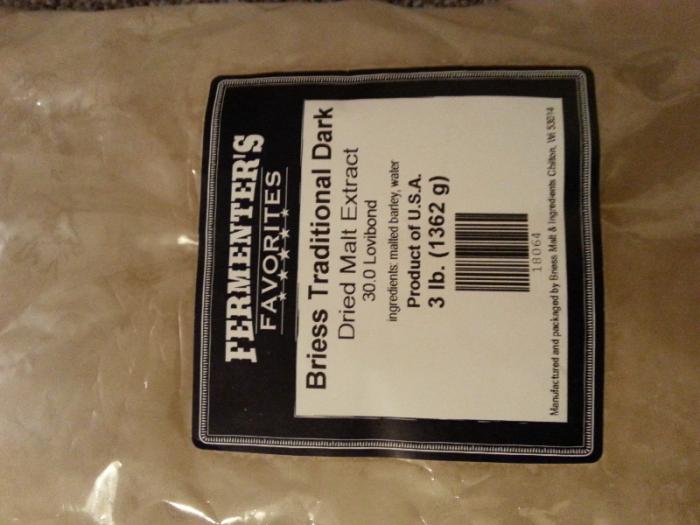 FERMENTER'S
FAVORITES
Briess Traditional Dark
Dried Malt Extract
30.0 Lovibond
ingredients: malted barley, water
Product of U.S.A.
3 lb. (1362 g)
18064
Manufactured and packaged by Briess Malt & Ingredients Chilton, WI 53014